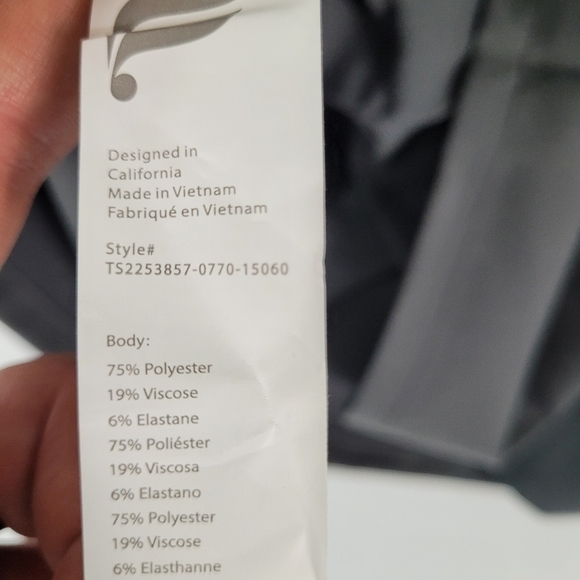 Designed in
California
Made in Vietnam
Fabriqué en Vietnam
Style#
TS2253857-0770-15060
Body:
75% Polyester
19% Viscose
6% Elastane
75% Poliéster
19% Viscosa
6% Elastano
75% Polyester
19% Viscose
6% Elasthanne